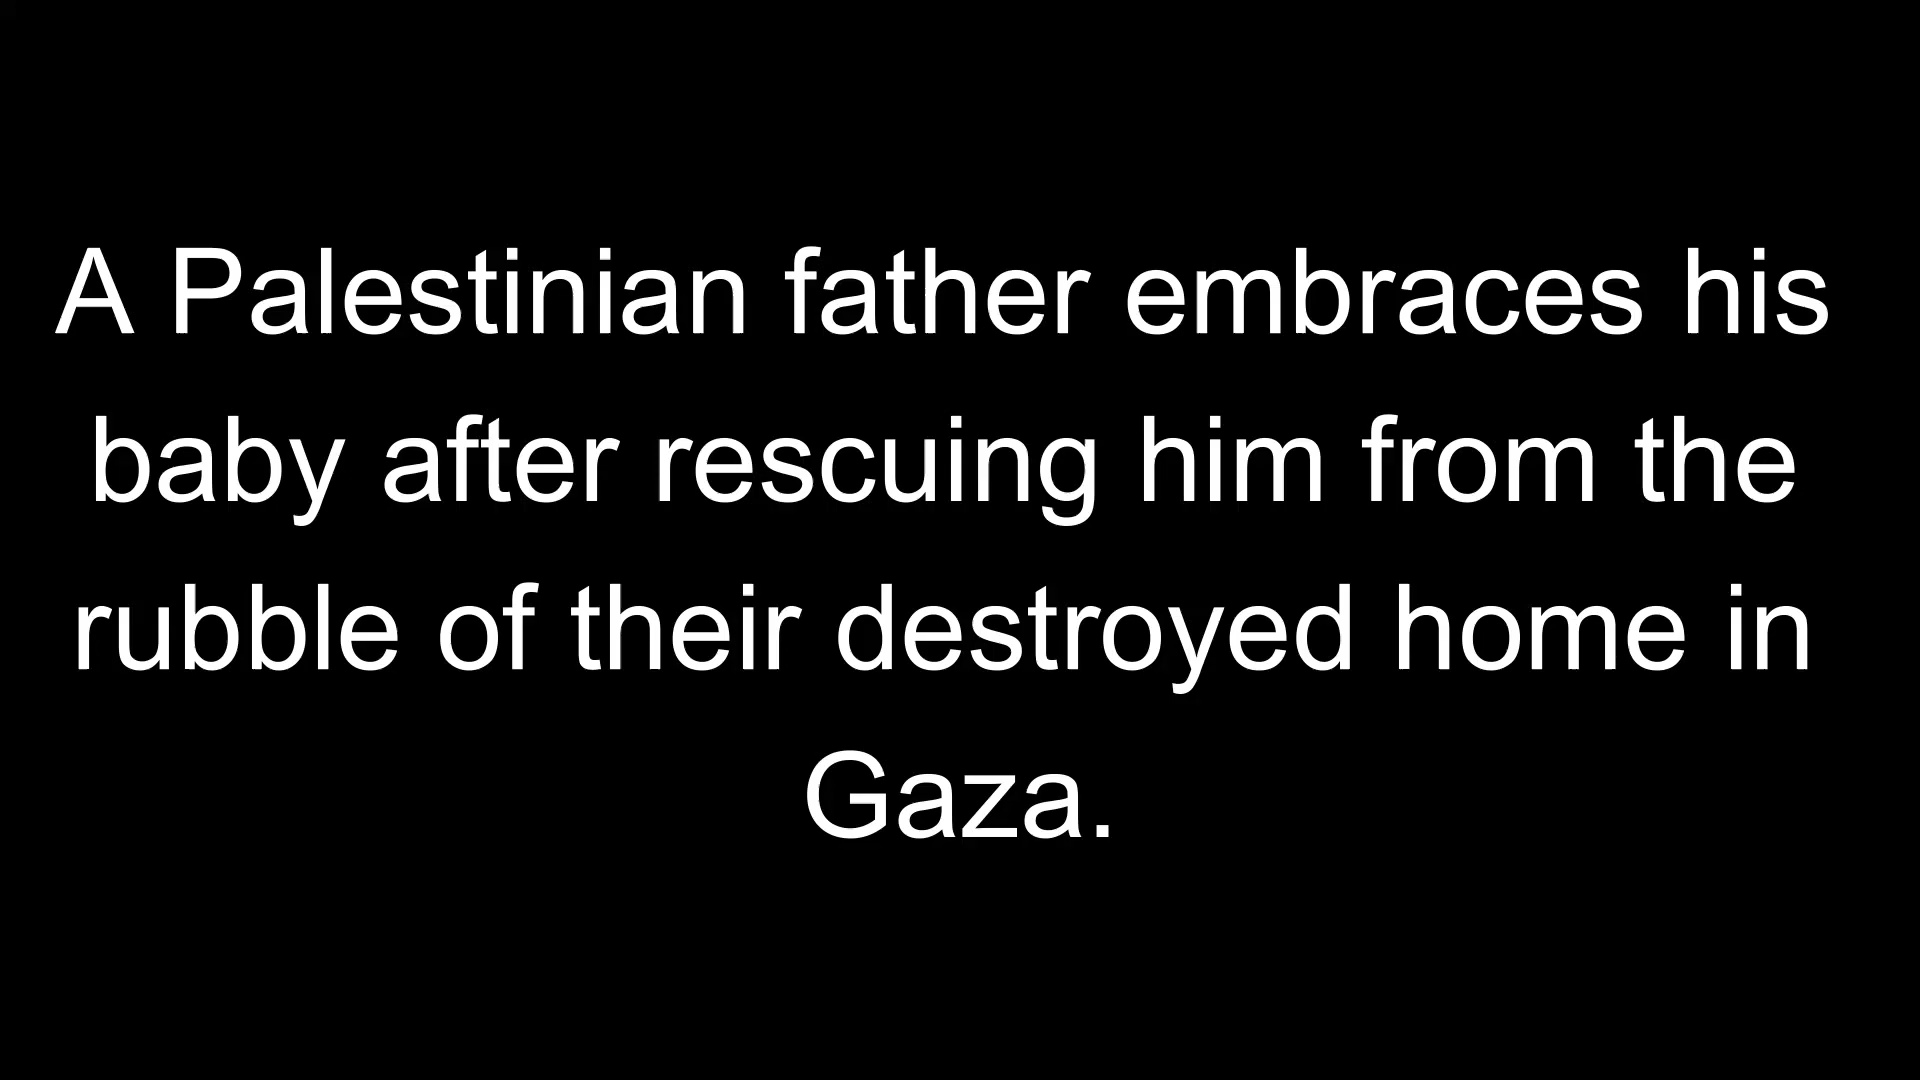 A Palestinian father embraces his
baby after rescuing him from the
rubble of their destroyed home in
Gaza.